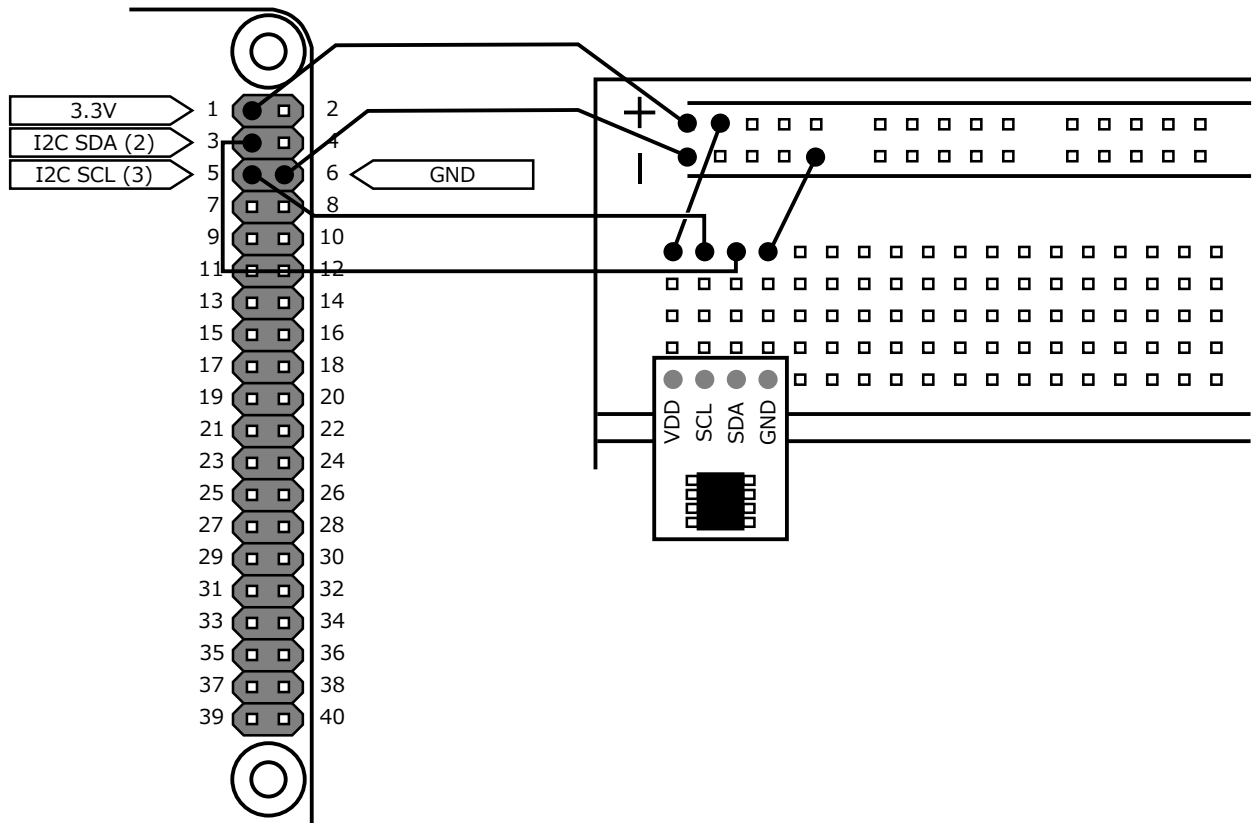 3.3V 1 2
I2C SDA (2) 3 4
I2C SCL (3) 5 6 GND
7 8
9 10
11 12
13 14
15 16
17 18
19 20
21 22
23 24
25 26
27 28
29 30
31 32
33 34
35 36
37 38
39 40
+
−
VDD
SCL
SDA
GND